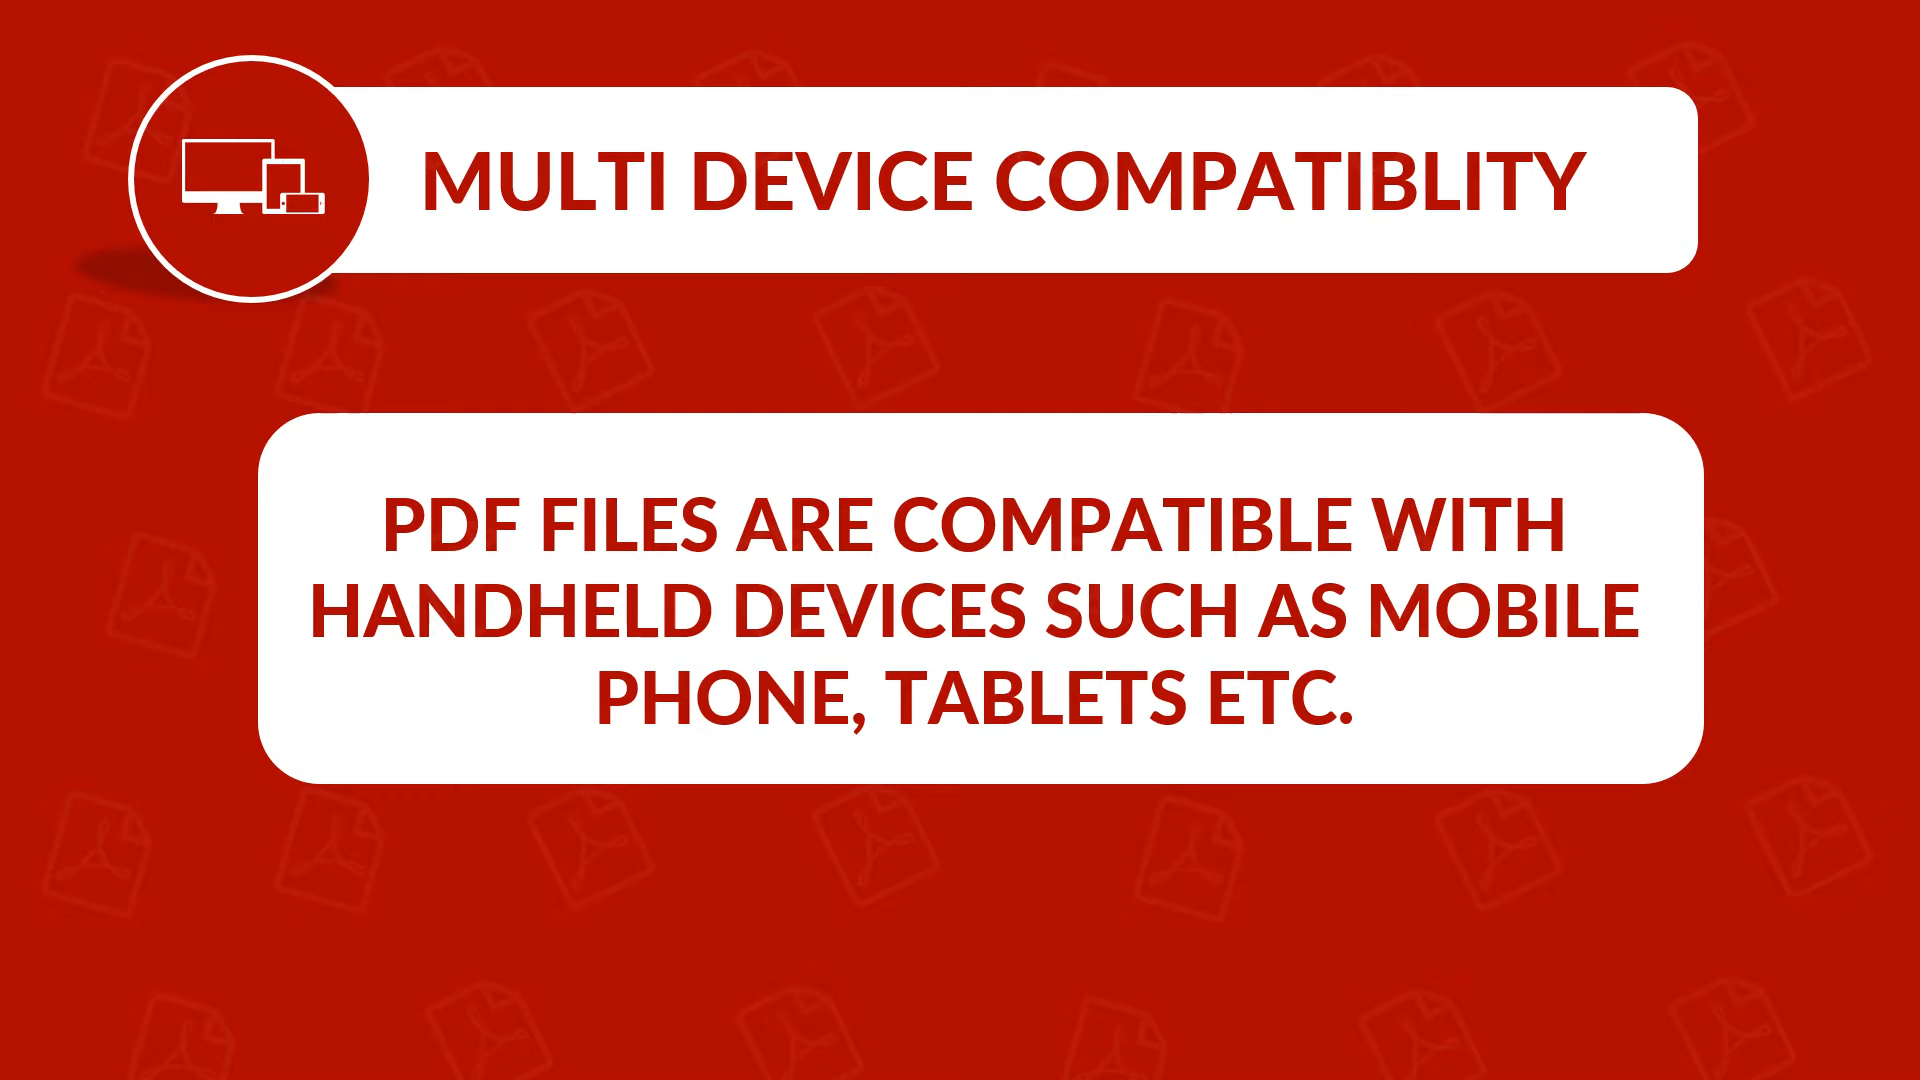 MULTI DEVICE COMPATIBLITY
PDF FILES ARE COMPATIBLE WITH
HANDHELD DEVICES SUCH AS MOBILE
PHONE, TABLETS ETC.